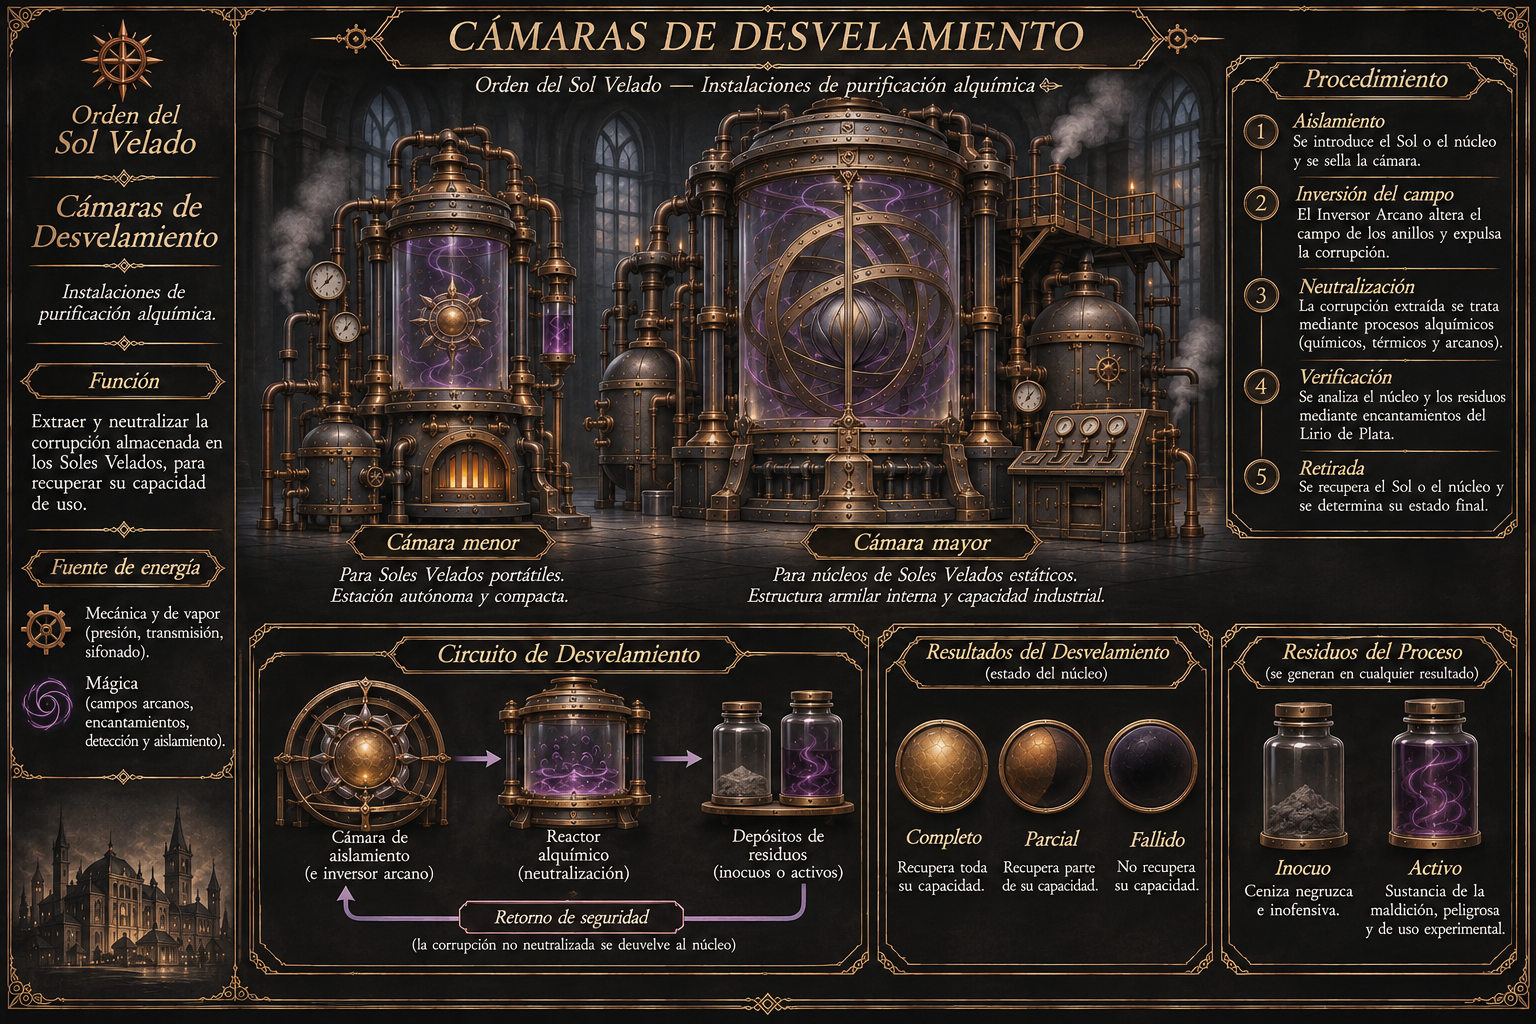 CÁMARAS DE DESVELAMIENTO
Orden del Sol Velado — Instalaciones de purificación alquímica
Orden del
Sol Velado
Cámaras de
Desvelamiento
Instalaciones de
purificación alquímica.
Función
Extraer y neutralizar la
corrupción almacenada en
los Soles Velados, para
recuperar su capacidad
de uso.
Fuente de energía
Mecánica y de vapor
(presión, transmisión,
sifonado).
Mágica
(campos arcanos,
encantamientos,
detección y aislamiento).
Cámara menor
Para Soles Velados portátiles.
Estación autónoma y compacta.
Cámara mayor
Para núcleos de Soles Velados estáticos.
Estructura armilar interna y capacidad industrial.
Procedimiento
1
Aislamiento
Se introduce el Sol o el núcleo
y se sella la cámara.
2
Inversión del campo
El Inversor Arcano altera el
campo de los anillos y expulsa
la corrupción.
3
Neutralización
La corrupción extraída se trata
mediante procesos alquímicos
(químicos, térmicos y arcanos).
4
Verificación
Se analiza el núcleo y los residuos
mediante encantamientos del
Lirio de Plata.
5
Retirada
Se recupera el Sol o el núcleo y
se determina su estado final.
Circuito de Desvelamiento
Cámara de
aislamiento
(e inversor arcano)
Reactor
alquímico
(neutralización)
Depósitos de
residuos
(inocuos o activos)
Retorno de seguridad
(la corrupción no neutralizada se deuvelve al núcleo)
Resultados del Desvelamiento
(estado del núcleo)
Completo
Recupera toda
su capacidad.
Parcial
Recupera parte
de su capacidad.
Fallido
No recupera
su capacidad.
Residuos del Proceso
(se generan en cualquier resultado)
Inocuo
Ceniza negruzca
e inofensiva.
Activo
Sustancia de la
maldición, peligrosa
y de uso experimental.